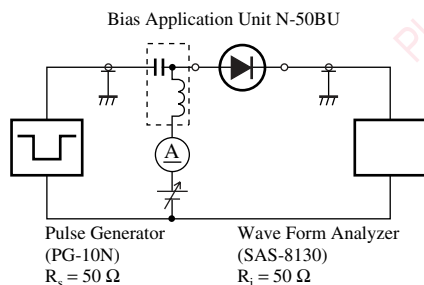 Bias Application Unit N-50BU
A
Pulse Generator
(PG-10N)
Rs = 50 Ω
Wave Form Analyzer
(SAS-8130)
Ri = 50 Ω